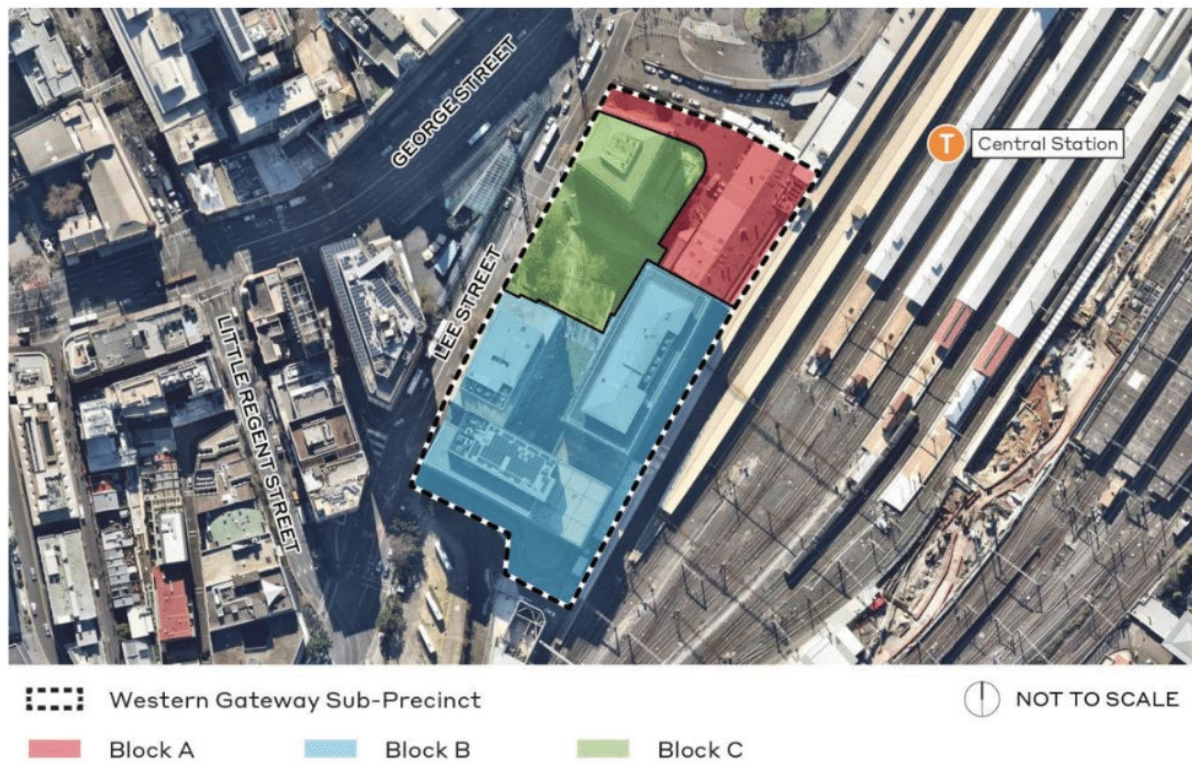 GEORGE STREET
T
Central Station
LEE STREET
LITTLE REGENT STREET
Western Gateway Sub-Precinct
NOT TO SCALE
Block A
Block B
Block C